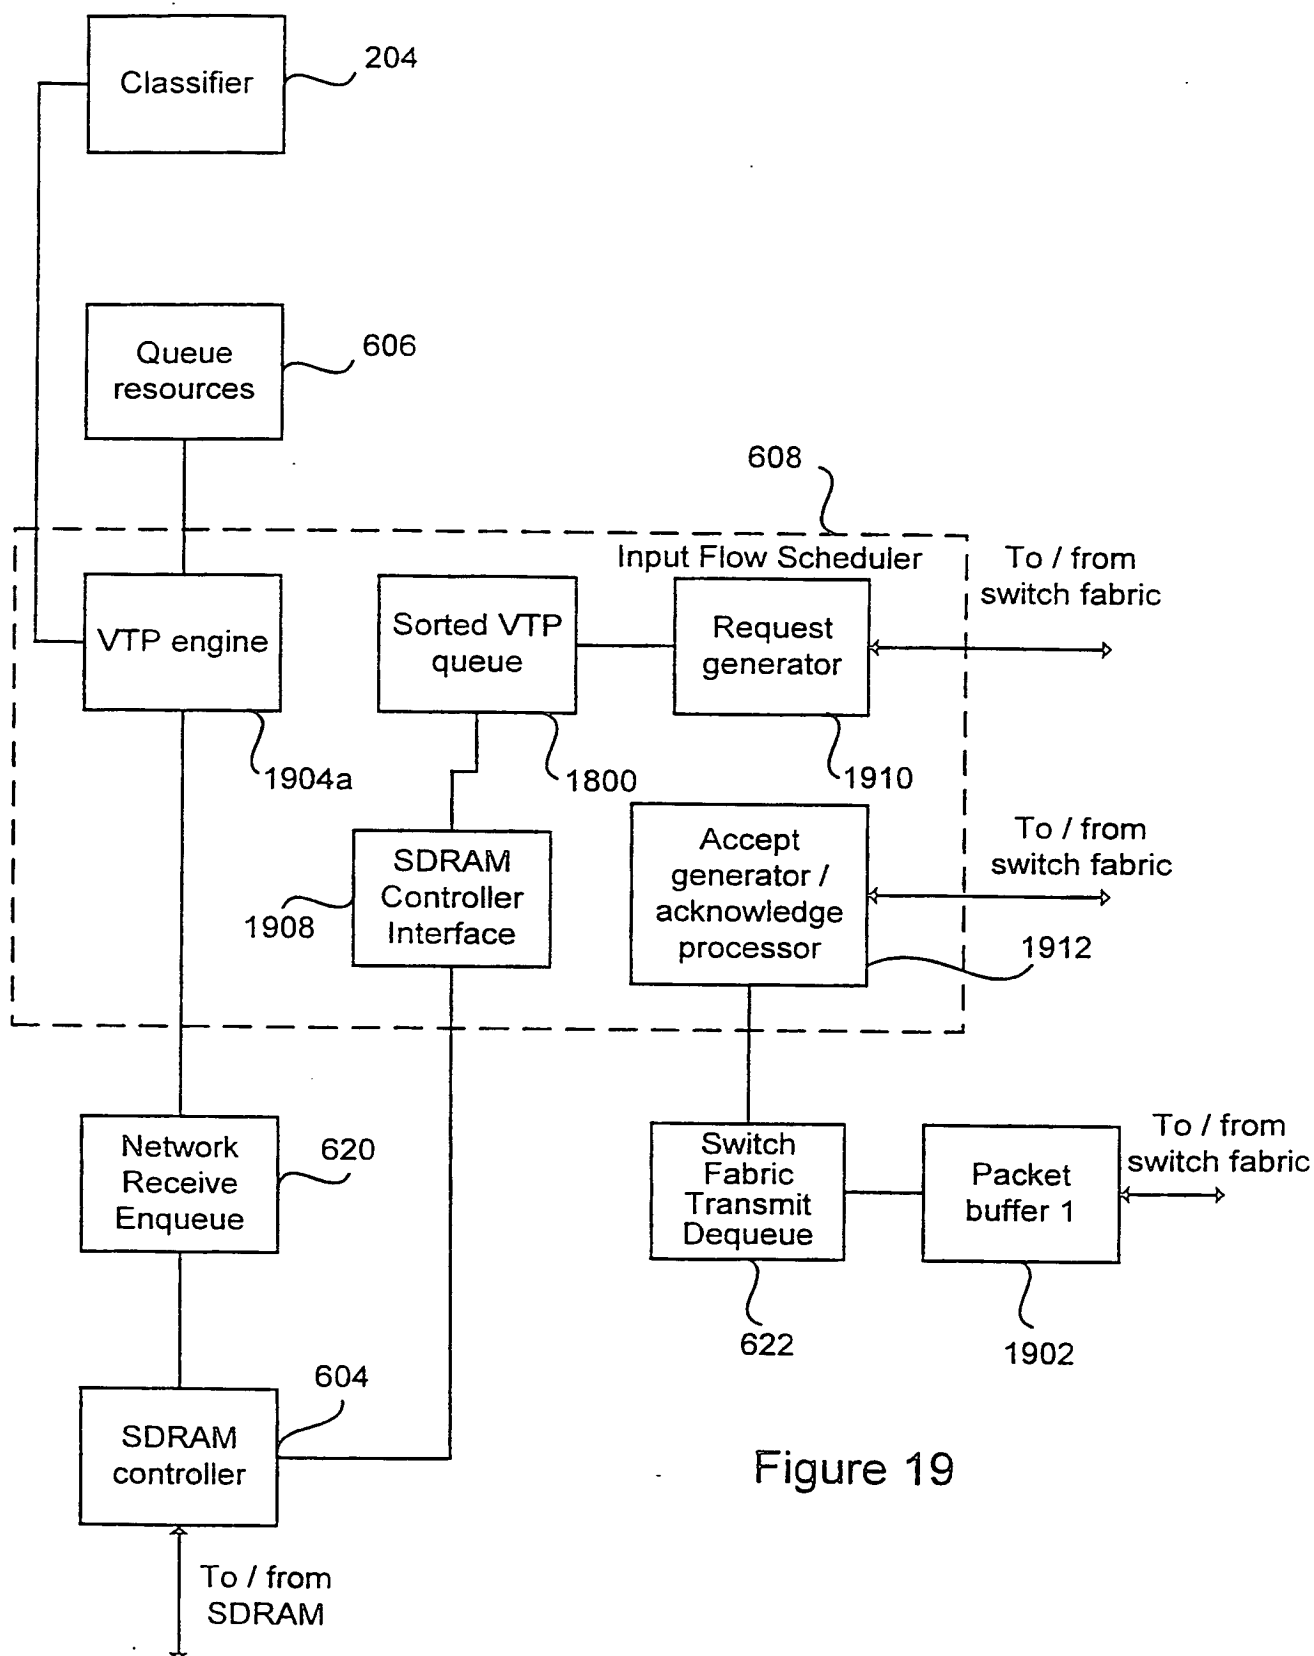 204
Classifier
606
Queue
resources
608
Input Flow Scheduler
To / from
switch fabric
VTP engine
Sorted VTP
queue
Request
generator
1904a
1800
1910
SDRAM
Controller
Interface
1908
Accept
generator /
acknowledge
processor
To / from
switch fabric
1912
Network
Receive
Enqueue
620
Switch
Fabric
Transmit
Dequeue
Packet
buffer 1
To / from
switch fabric
622
1902
604
SDRAM
controller
Figure 19
To / from
SDRAM